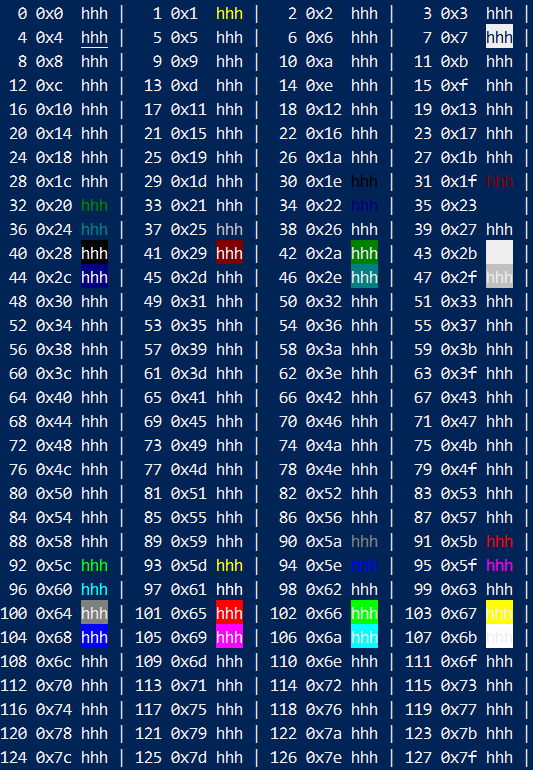 0 0x0 hhh | 1 0x1 hhh | 2 0x2 hhh | 3 0x3 hhh |
4 0x4 hhh | 5 0x5 hhh | 6 0x6 hhh | 7 0x7 hhh |
8 0x8 hhh | 9 0x9 hhh | 10 0xa hhh | 11 0xb hhh |
12 0xc hhh | 13 0xd hhh | 14 0xe hhh | 15 0xf hhh |
16 0x10 hhh | 17 0x11 hhh | 18 0x12 hhh | 19 0x13 hhh |
20 0x14 hhh | 21 0x15 hhh | 22 0x16 hhh | 23 0x17 hhh |
24 0x18 hhh | 25 0x19 hhh | 26 0x1a hhh | 27 0x1b hhh |
28 0x1c hhh | 29 0x1d hhh | 30 0x1e hhh | 31 0x1f hhh |
32 0x20 hhh | 33 0x21 hhh | 34 0x22 hhh | 35 0x23 |
36 0x24 hhh | 37 0x25 hhh | 38 0x26 hhh | 39 0x27 hhh |
40 0x28 hhh | 41 0x29 hhh | 42 0x2a hhh | 43 0x2b |
44 0x2c hhh | 45 0x2d hhh | 46 0x2e hhh | 47 0x2f hhh |
48 0x30 hhh | 49 0x31 hhh | 50 0x32 hhh | 51 0x33 hhh |
52 0x34 hhh | 53 0x35 hhh | 54 0x36 hhh | 55 0x37 hhh |
56 0x38 hhh | 57 0x39 hhh | 58 0x3a hhh | 59 0x3b hhh |
60 0x3c hhh | 61 0x3d hhh | 62 0x3e hhh | 63 0x3f hhh |
64 0x40 hhh | 65 0x41 hhh | 66 0x42 hhh | 67 0x43 hhh |
68 0x44 hhh | 69 0x45 hhh | 70 0x46 hhh | 71 0x47 hhh |
72 0x48 hhh | 73 0x49 hhh | 74 0x4a hhh | 75 0x4b hhh |
76 0x4c hhh | 77 0x4d hhh | 78 0x4e hhh | 79 0x4f hhh |
80 0x50 hhh | 81 0x51 hhh | 82 0x52 hhh | 83 0x53 hhh |
84 0x54 hhh | 85 0x55 hhh | 86 0x56 hhh | 87 0x57 hhh |
88 0x58 hhh | 89 0x59 hhh | 90 0x5a hhh | 91 0x5b hhh |
92 0x5c hhh | 93 0x5d hhh | 94 0x5e hhh | 95 0x5f hhh |
96 0x60 hhh | 97 0x61 hhh | 98 0x62 hhh | 99 0x63 hhh |
100 0x64 hhh | 101 0x65 hhh | 102 0x66 hhh | 103 0x67 hhh |
104 0x68 hhh | 105 0x69 hhh | 106 0x6a hhh | 107 0x6b hhh |
108 0x6c hhh | 109 0x6d hhh | 110 0x6e hhh | 111 0x6f hhh |
112 0x70 hhh | 113 0x71 hhh | 114 0x72 hhh | 115 0x73 hhh |
116 0x74 hhh | 117 0x75 hhh | 118 0x76 hhh | 119 0x77 hhh |
120 0x78 hhh | 121 0x79 hhh | 122 0x7a hhh | 123 0x7b hhh |
124 0x7c hhh | 125 0x7d hhh | 126 0x7e hhh | 127 0x7f hhh |